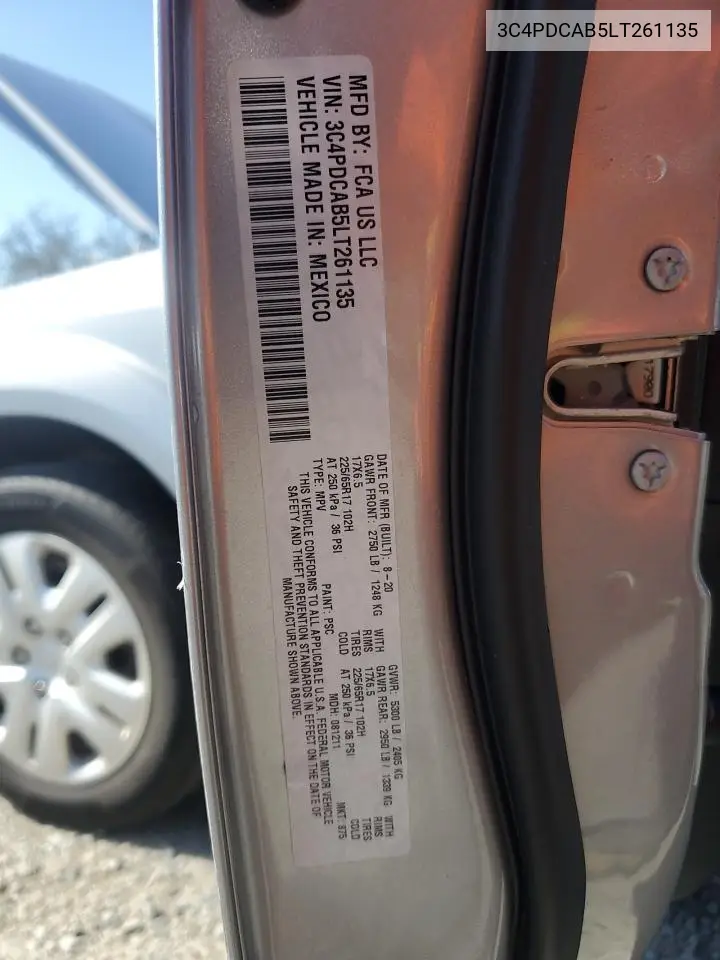 3C4PDCAB5LT261135
MFD BY: FCA US LLC
VIN: 3C4PDCAB5LT261135
VEHICLE MADE IN: MEXICO
DATE OF MFR (BUILT): 8-20 GVWR: 5300 LB / 2405 KG
GAWR FRONT: 2750 LB / 1248 KG WITH GAWR REAR: 2950 LB / 1339 KG WITH
17X6.5 RIMS 17X6.5 RIMS
225/65R17 102H TIRES 225/65R17 102H TIRES
AT 250 kPa / 36 PSI COLD AT 250 kPa / 36 PSI COLD
TYPE: MPV PAINT: PSC MDH: 081211 MKT: 875
THIS VEHICLE CONFORMS TO ALL APPLICABLE U.S.A. FEDERAL MOTOR VEHICLE
SAFETY AND THEFT PREVENTION STANDARDS IN EFFECT ON THE DATE OF
MANUFACTURE SHOWN ABOVE.